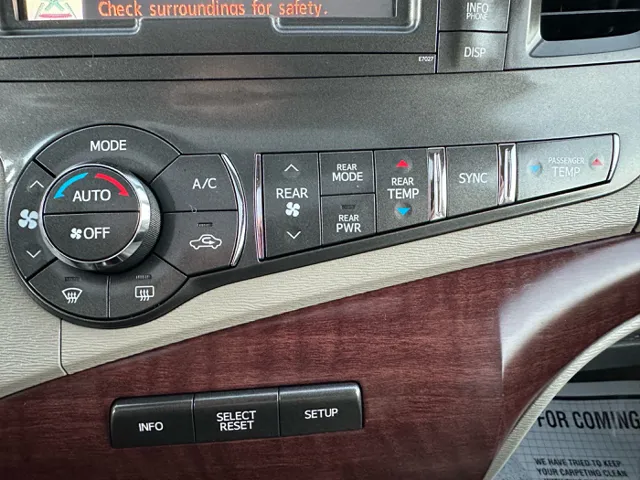 Check surroundings for safety.
INFO
PHONE
E7027
DISP
MODE
A/C
AUTO
OFF
REAR
REAR
MODE
REAR
PWR
REAR
TEMP
SYNC
PASSENGER
TEMP
INFO
SELECT
RESET
SETUP
FOR COMING
WE HAVE TRIED TO KEEP
YOUR CARPETING CLEAN